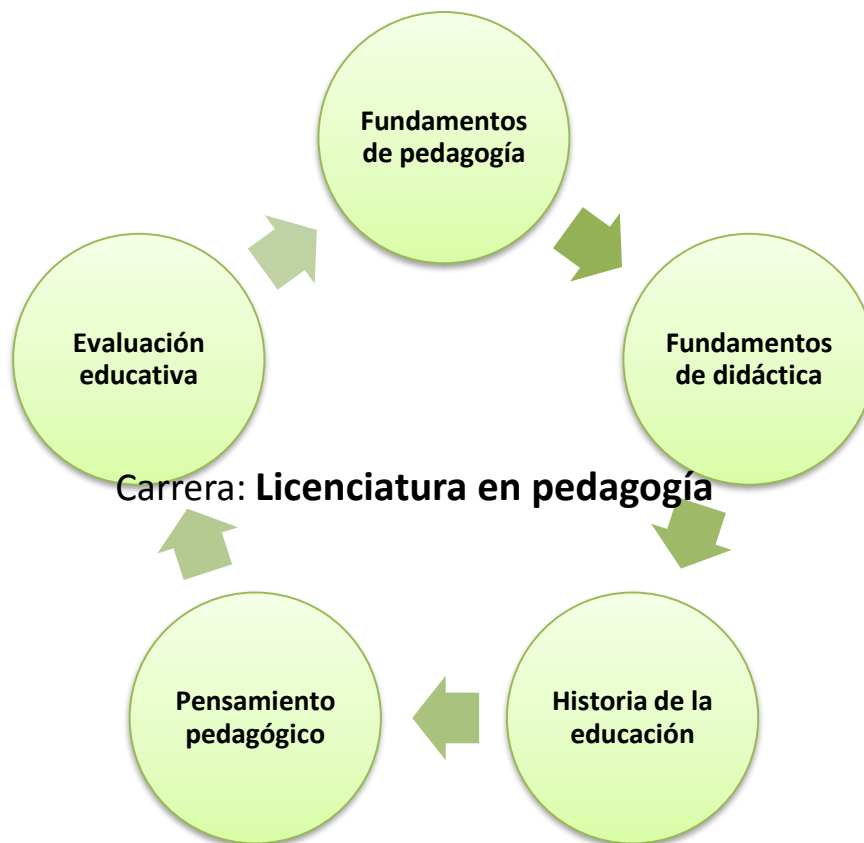 Fundamentos
de pedagogía
Fundamentos
de didáctica
Historia de la
educación
Pensamiento
pedagógico
Evaluación
educativa
Carrera: Licenciatura en pedagogía